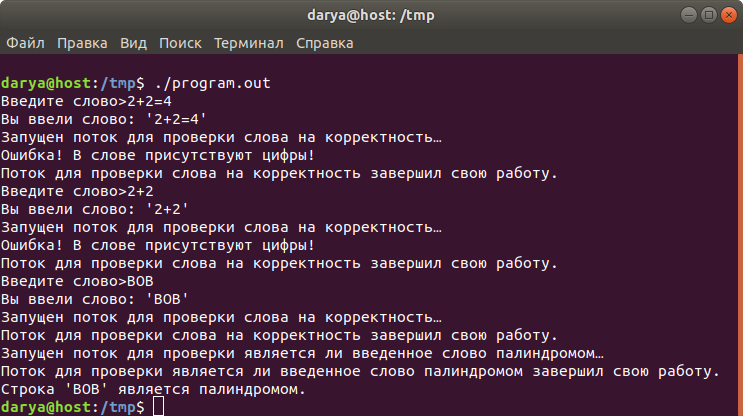 darya@host: /tmp
Файл Правка Вид Поиск Терминал Справка
darya@host:/tmp$ ./program.out
Введите слово>2+2=4
Вы ввели слово: '2+2=4'
Запущен поток для проверки слова на корректность…
Ошибка! В слове присутствуют цифры!
Поток для проверки слова на корректность завершил свою работу.
Введите слово>2+2
Вы ввели слово: '2+2'
Запущен поток для проверки слова на корректность…
Ошибка! В слове присутствуют цифры!
Поток для проверки слова на корректность завершил свою работу.
Введите слово>BOB
Вы ввели слово: 'BOB'
Запущен поток для проверки слова на корректность…
Поток для проверки слова на корректность завершил свою работу.
Запущен поток для проверки является ли введенное слово палиндромом…
Поток для проверки является ли введенное слово палиндромом завершил свою работу.
Строка 'BOB' является палиндромом.
darya@host:/tmp$